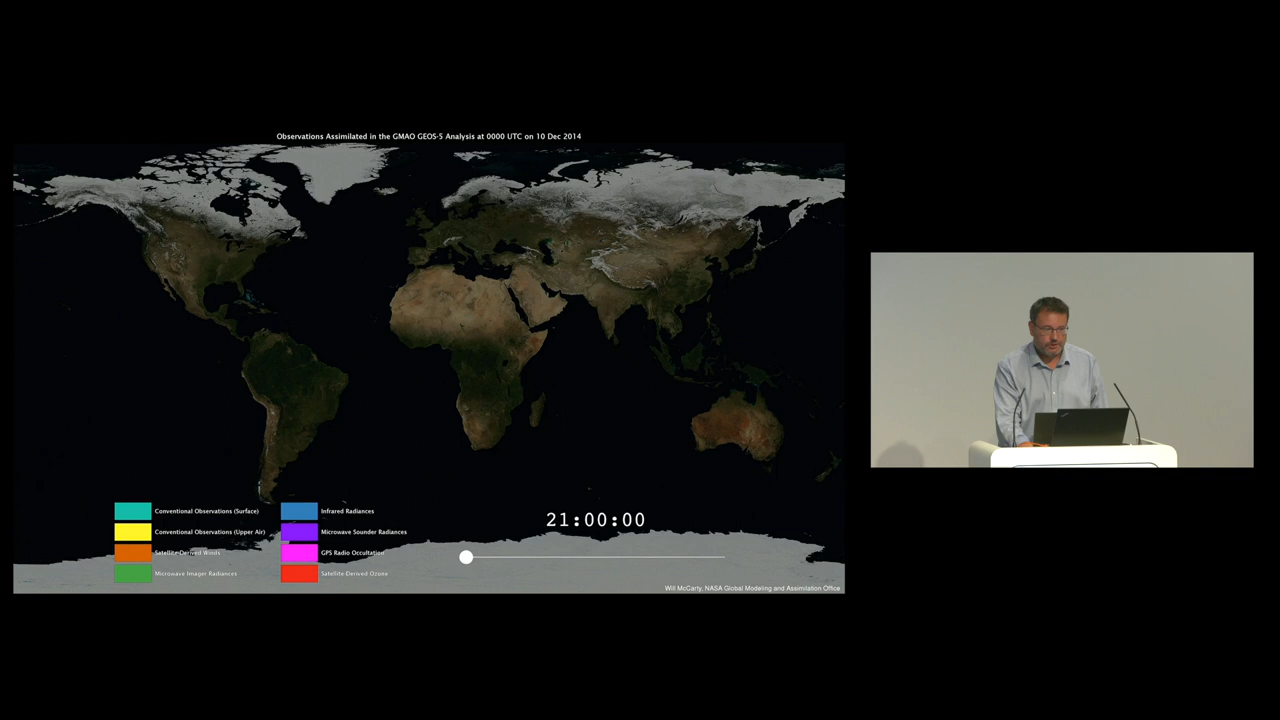 Observations Assimilated in the GMAO GEOS-5 Analysis at 0000 UTC on 10 Dec 2014
Conventional Observations (Surface)
Infrared Radiances
Conventional Observations (Upper Air)
Microwave Sounder Radiances
Satellite-Derived Winds
GPS Radio Occultation
Microwave Imager Radiances
Satellite-Derived Ozone
21:00:00
Will McCarty, NASA Global Modeling and Assimilation Office